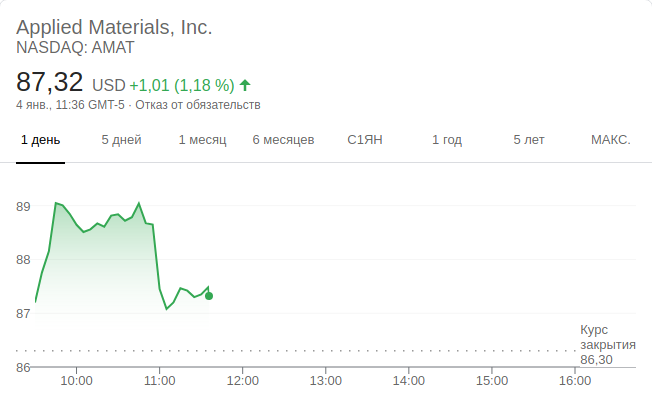 Applied Materials, Inc.
NASDAQ: AMAT
87,32 USD +1,01 (1,18 %)
4 янв., 11:36 GMT-5 · Отказ от обязательств
1 день 5 дней 1 месяц 6 месяцев С1ЯН 1 год 5 лет МАКС.
89
88
87
86
Курс
закрытия
86,30
10:00 11:00 12:00 13:00 14:00 15:00 16:00